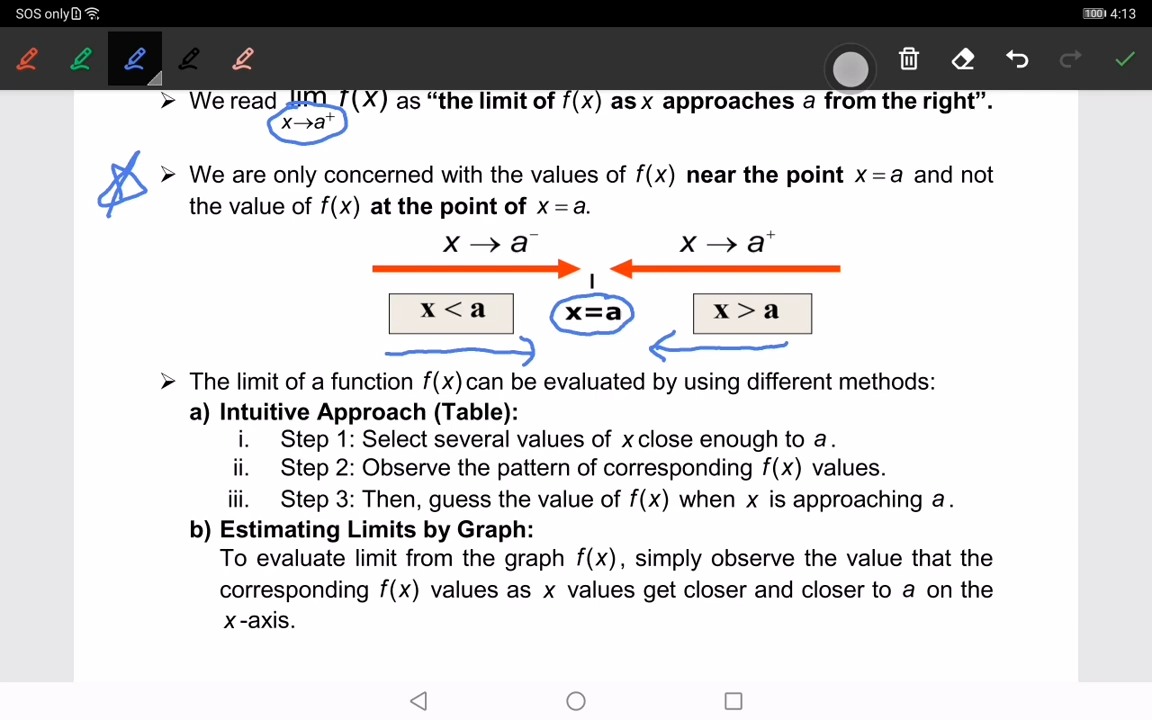 SOS only 100 4:13
➢ We read lim f(x) as "the limit of f(x) as x approaches a from the right".
x→a⁺
➢ We are only concerned with the values of f(x) near the point x = a and not
the value of f(x) at the point of x = a.
x → a⁻ x → a⁺
x < a x=a x > a
➢ The limit of a function f(x) can be evaluated by using different methods:
a) Intuitive Approach (Table):
i. Step 1: Select several values of x close enough to a.
ii. Step 2: Observe the pattern of corresponding f(x) values.
iii. Step 3: Then, guess the value of f(x) when x is approaching a.
b) Estimating Limits by Graph:
To evaluate limit from the graph f(x), simply observe the value that the
corresponding f(x) values as x values get closer and closer to a on the
x-axis.